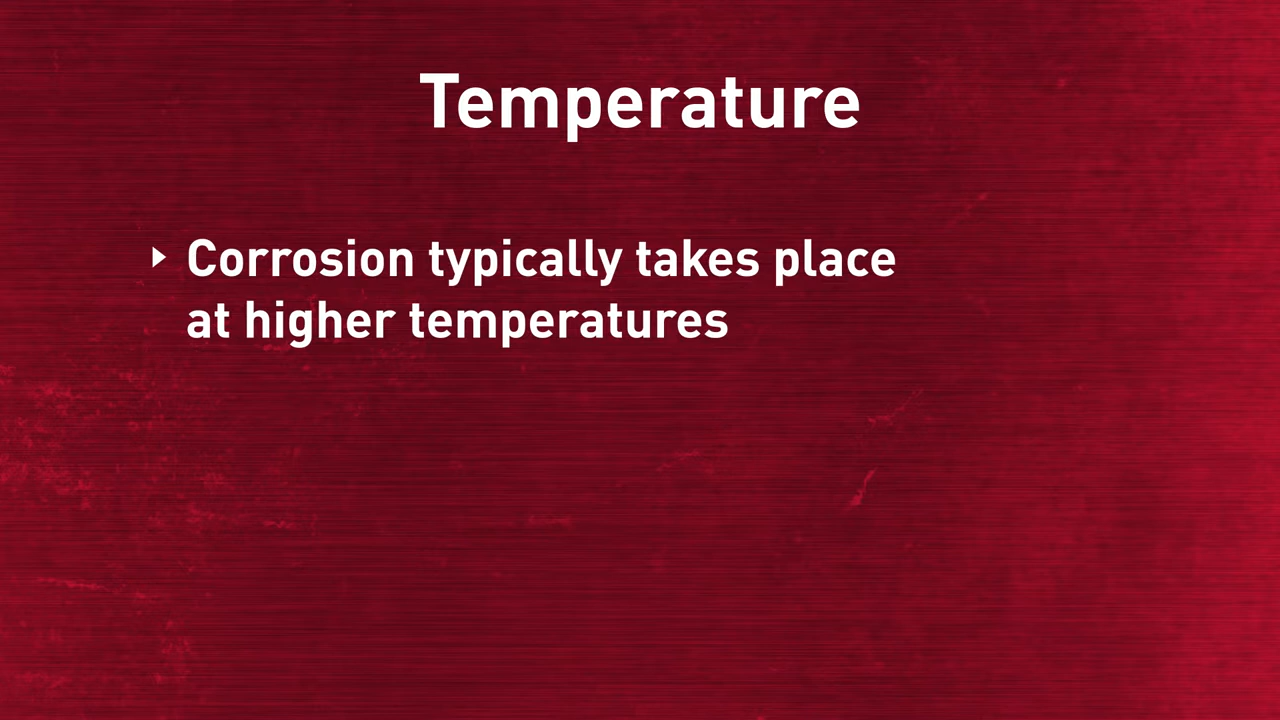 Temperature
Corrosion typically takes place
at higher temperatures